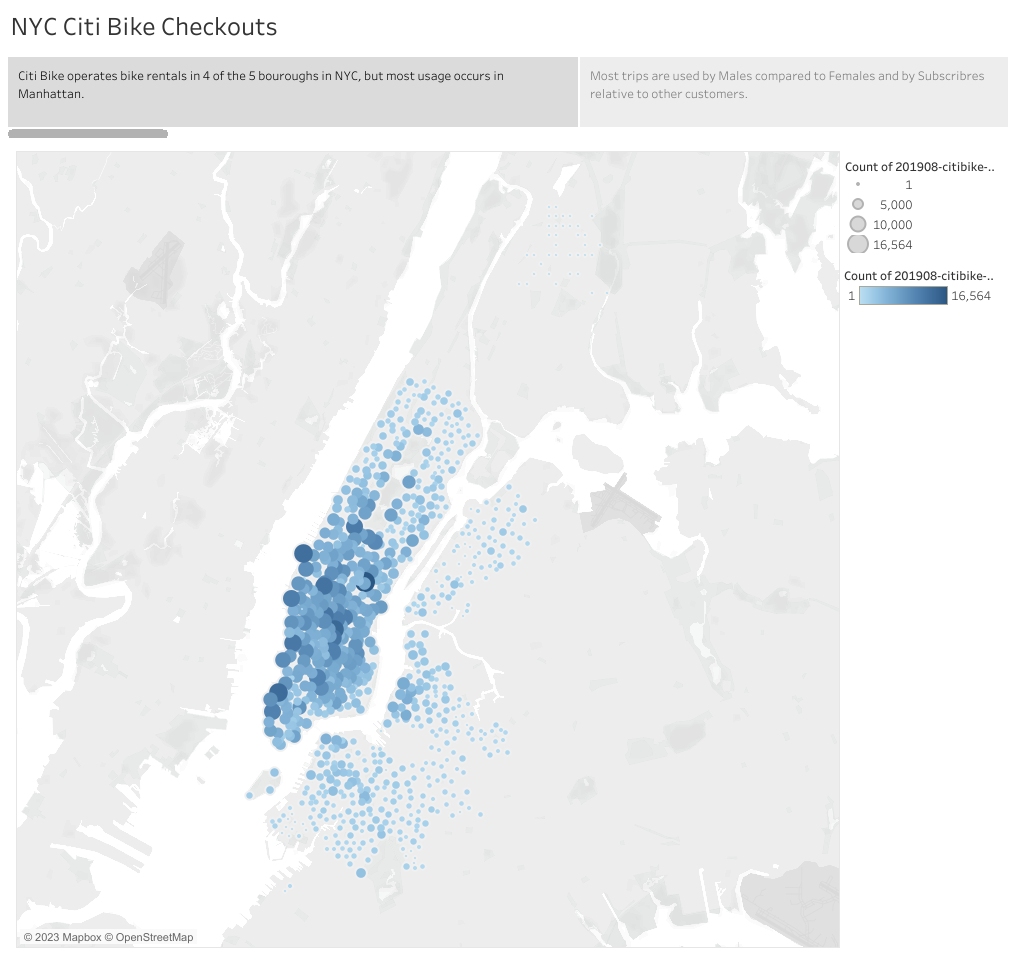 NYC Citi Bike Checkouts
Citi Bike operates bike rentals in 4 of the 5 bouroughs in NYC, but most usage occurs in
Manhattan.
Most trips are used by Males compared to Females and by Subscribres
relative to other customers.
Count of 201908-citibike-..
1
5,000
10,000
16,564
Count of 201908-citibike-..
1 16,564
© 2023 Mapbox © OpenStreetMap